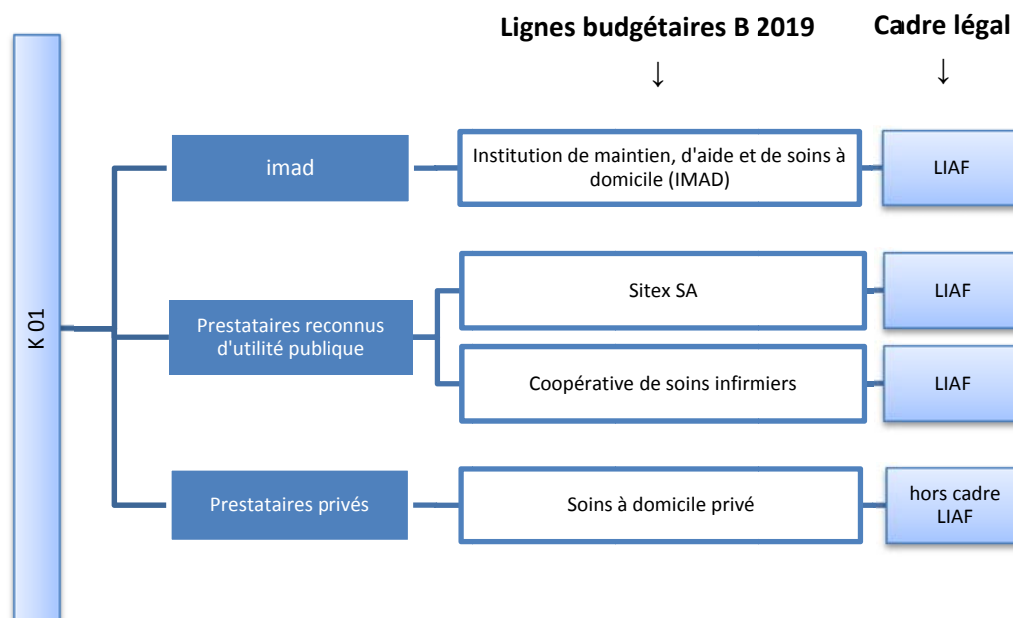 Lignes budgétaires B 2019
Cadre légal
↓
↓
K 01
imad
Institution de maintien, d'aide et de soins à
domicile (IMAD)
LIAF
Prestataires reconnus
d'utilité publique
Sitex SA
LIAF
Coopérative de soins infirmiers
LIAF
Prestataires privés
Soins à domicile privé
hors cadre
LIAF